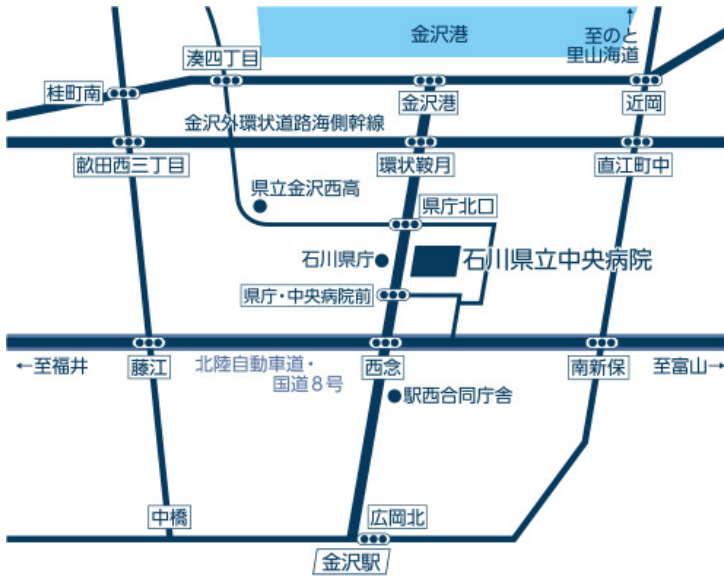 金沢港
↑
至のと
里山海道
湊四丁目
桂町南
金沢港
近岡
金沢外環状道路海側幹線
畝田西三丁目
環状鞍月
直江町中
県立金沢西高
県庁北口
石川県庁
石川県立中央病院
県庁・中央病院前
←至福井
藤江
北陸自動車道・
国道8号
西念
南新保
至富山→
駅西合同庁舎
中橋
広岡北
金沢駅